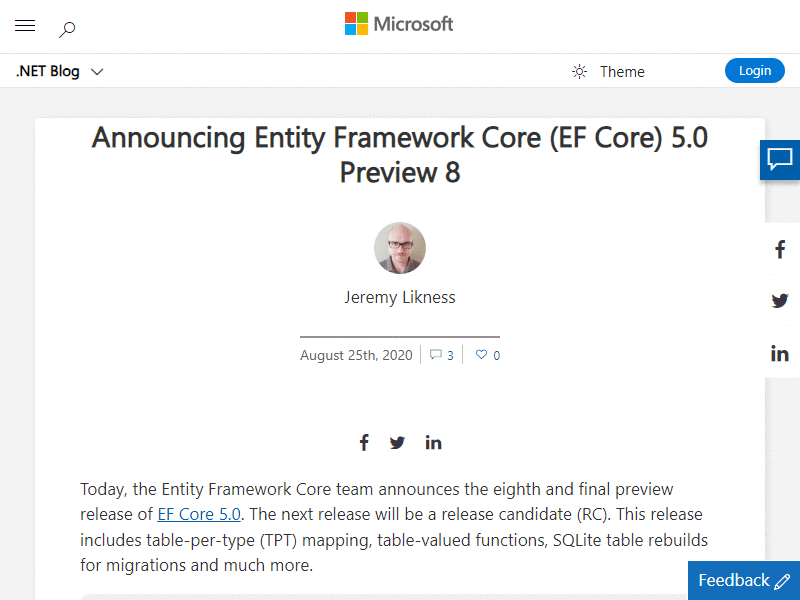 Microsoft
.NET Blog
Theme
Login
Announcing Entity Framework Core (EF Core) 5.0
Preview 8
Jeremy Likness
August 25th, 2020
3
0
Today, the Entity Framework Core team announces the eighth and final preview
release of EF Core 5.0. The next release will be a release candidate (RC). This release
includes table-per-type (TPT) mapping, table-valued functions, SQLite table rebuilds
for migrations and much more.
Feedback